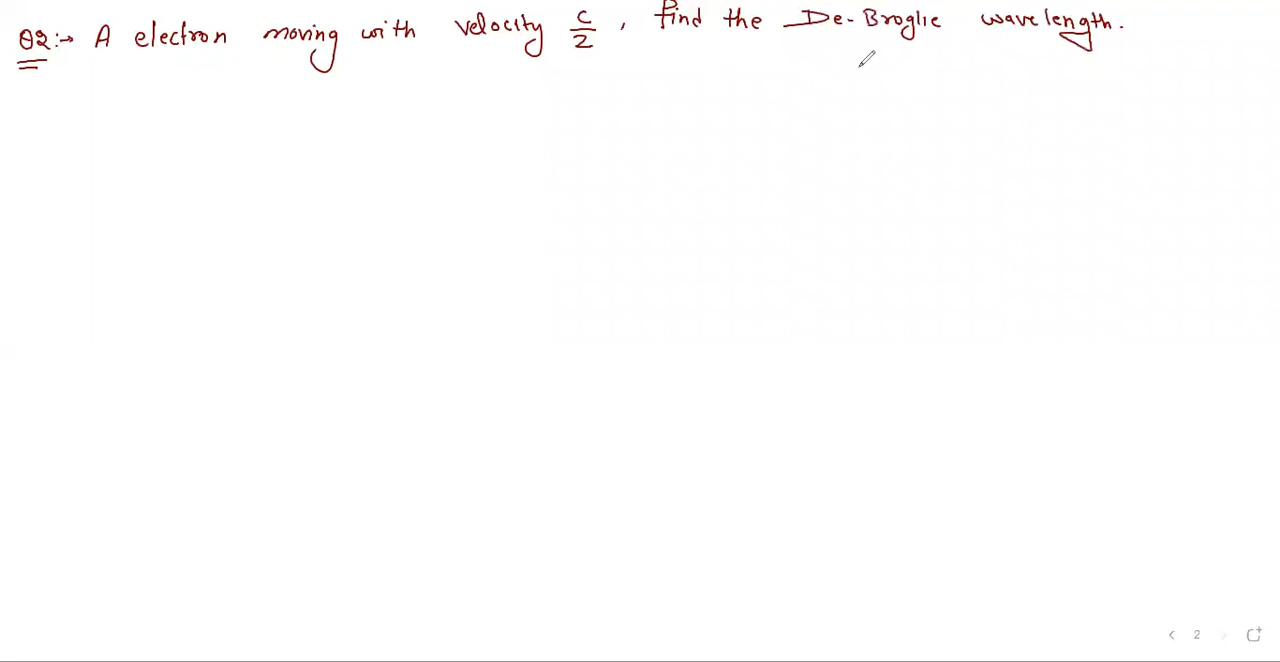 Q2:→ A electron moving with velocity c/2, find the De-Broglie wavelength.
2